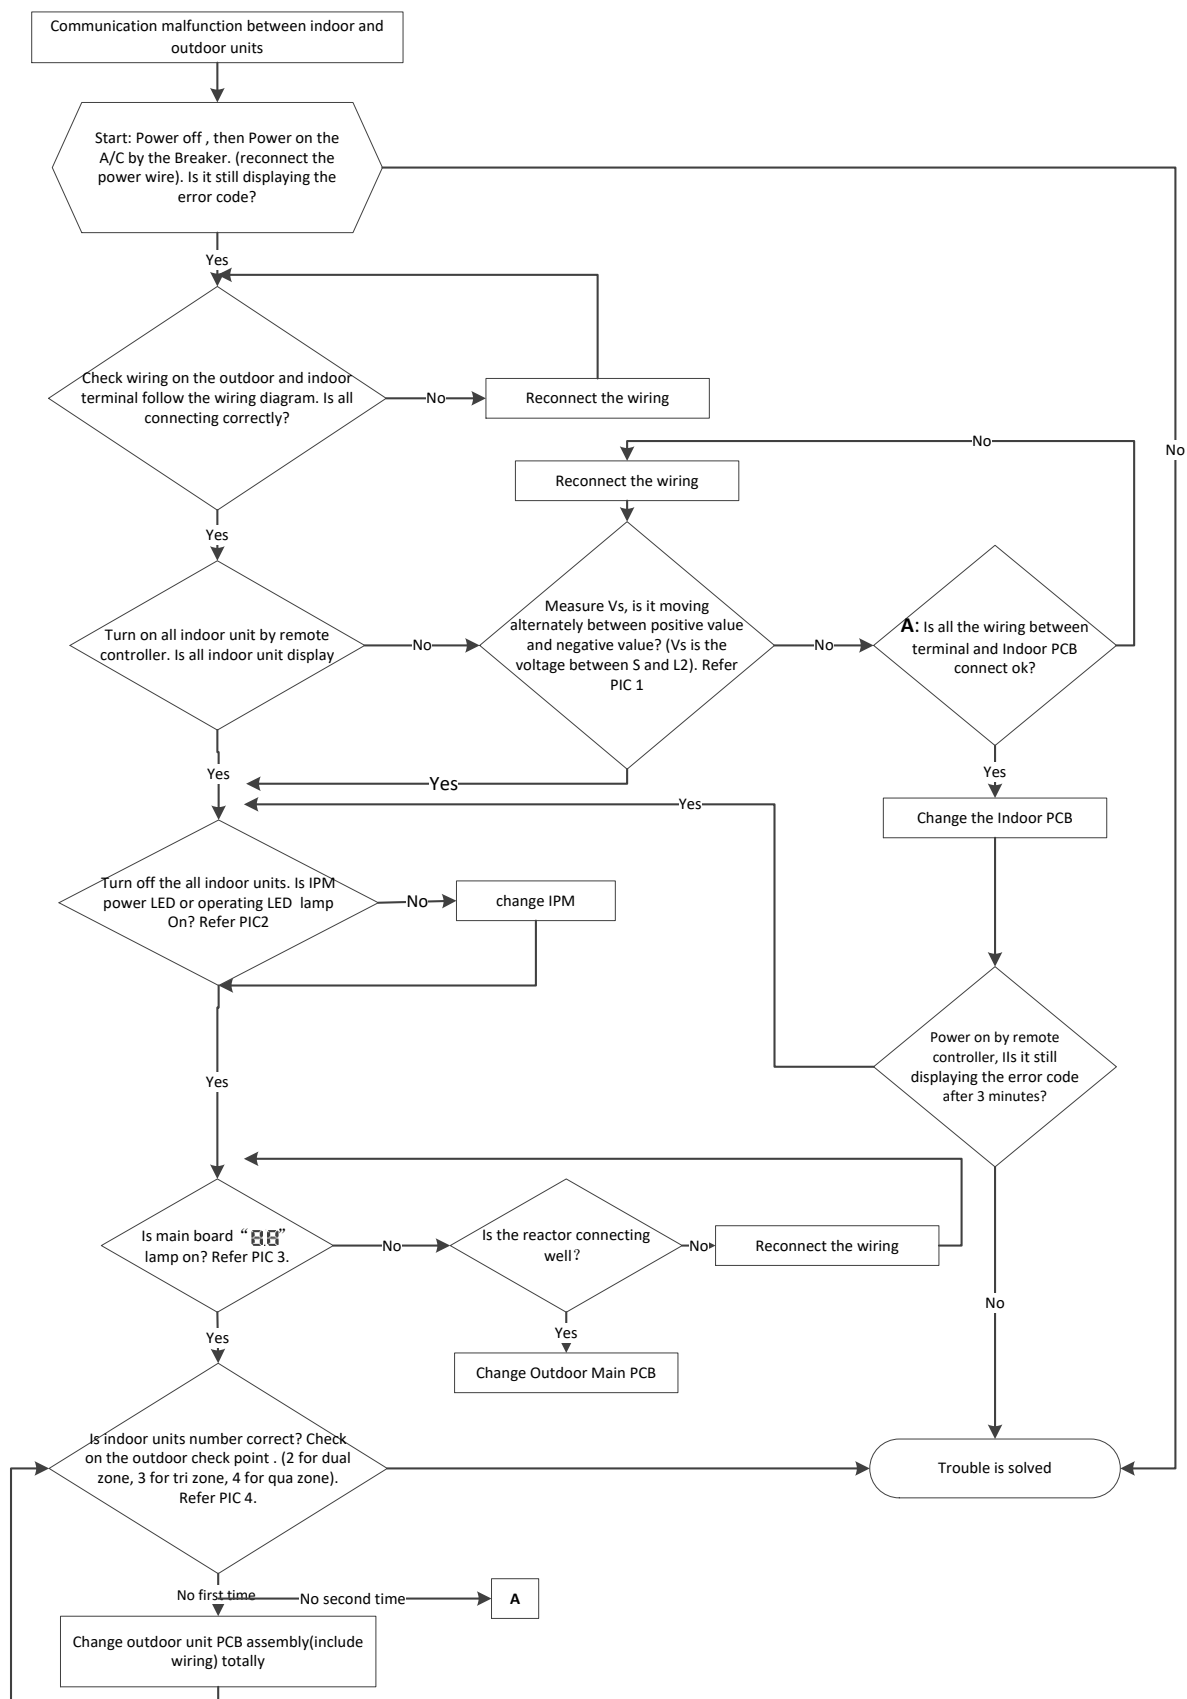 Communication malfunction between indoor and
outdoor units
Start: Power off , then Power on the
A/C by the Breaker. (reconnect the
power wire). Is it still displaying the
error code?
Yes
Check wiring on the outdoor and indoor
terminal follow the wiring diagram. Is all
connecting correctly?
No
Reconnect the wiring
No
No
Reconnect the wiring
Yes
Turn on all indoor unit by remote
controller. Is all indoor unit display
No
Measure Vs, is it moving
alternately between positive value
and negative value? (Vs is the
voltage between S and L2). Refer
PIC 1
No
A: Is all the wiring between
terminal and Indoor PCB
connect ok?
Yes
Yes
Yes
Yes
Change the Indoor PCB
Turn off the all indoor units. Is IPM
power LED or operating LED lamp
On? Refer PIC2
No
change IPM
Power on by remote
controller, IIs it still
displaying the error code
after 3 minutes?
Yes
Is main board “8.8”
lamp on? Refer PIC 3.
No
Is the reactor connecting
well?
No
Reconnect the wiring
No
Yes
Yes
Change Outdoor Main PCB
Is indoor units number correct? Check
on the outdoor check point . (2 for dual
zone, 3 for tri zone, 4 for qua zone).
Refer PIC 4.
Trouble is solved
No first time
No second time
A
Change outdoor unit PCB assembly(include
wiring) totally